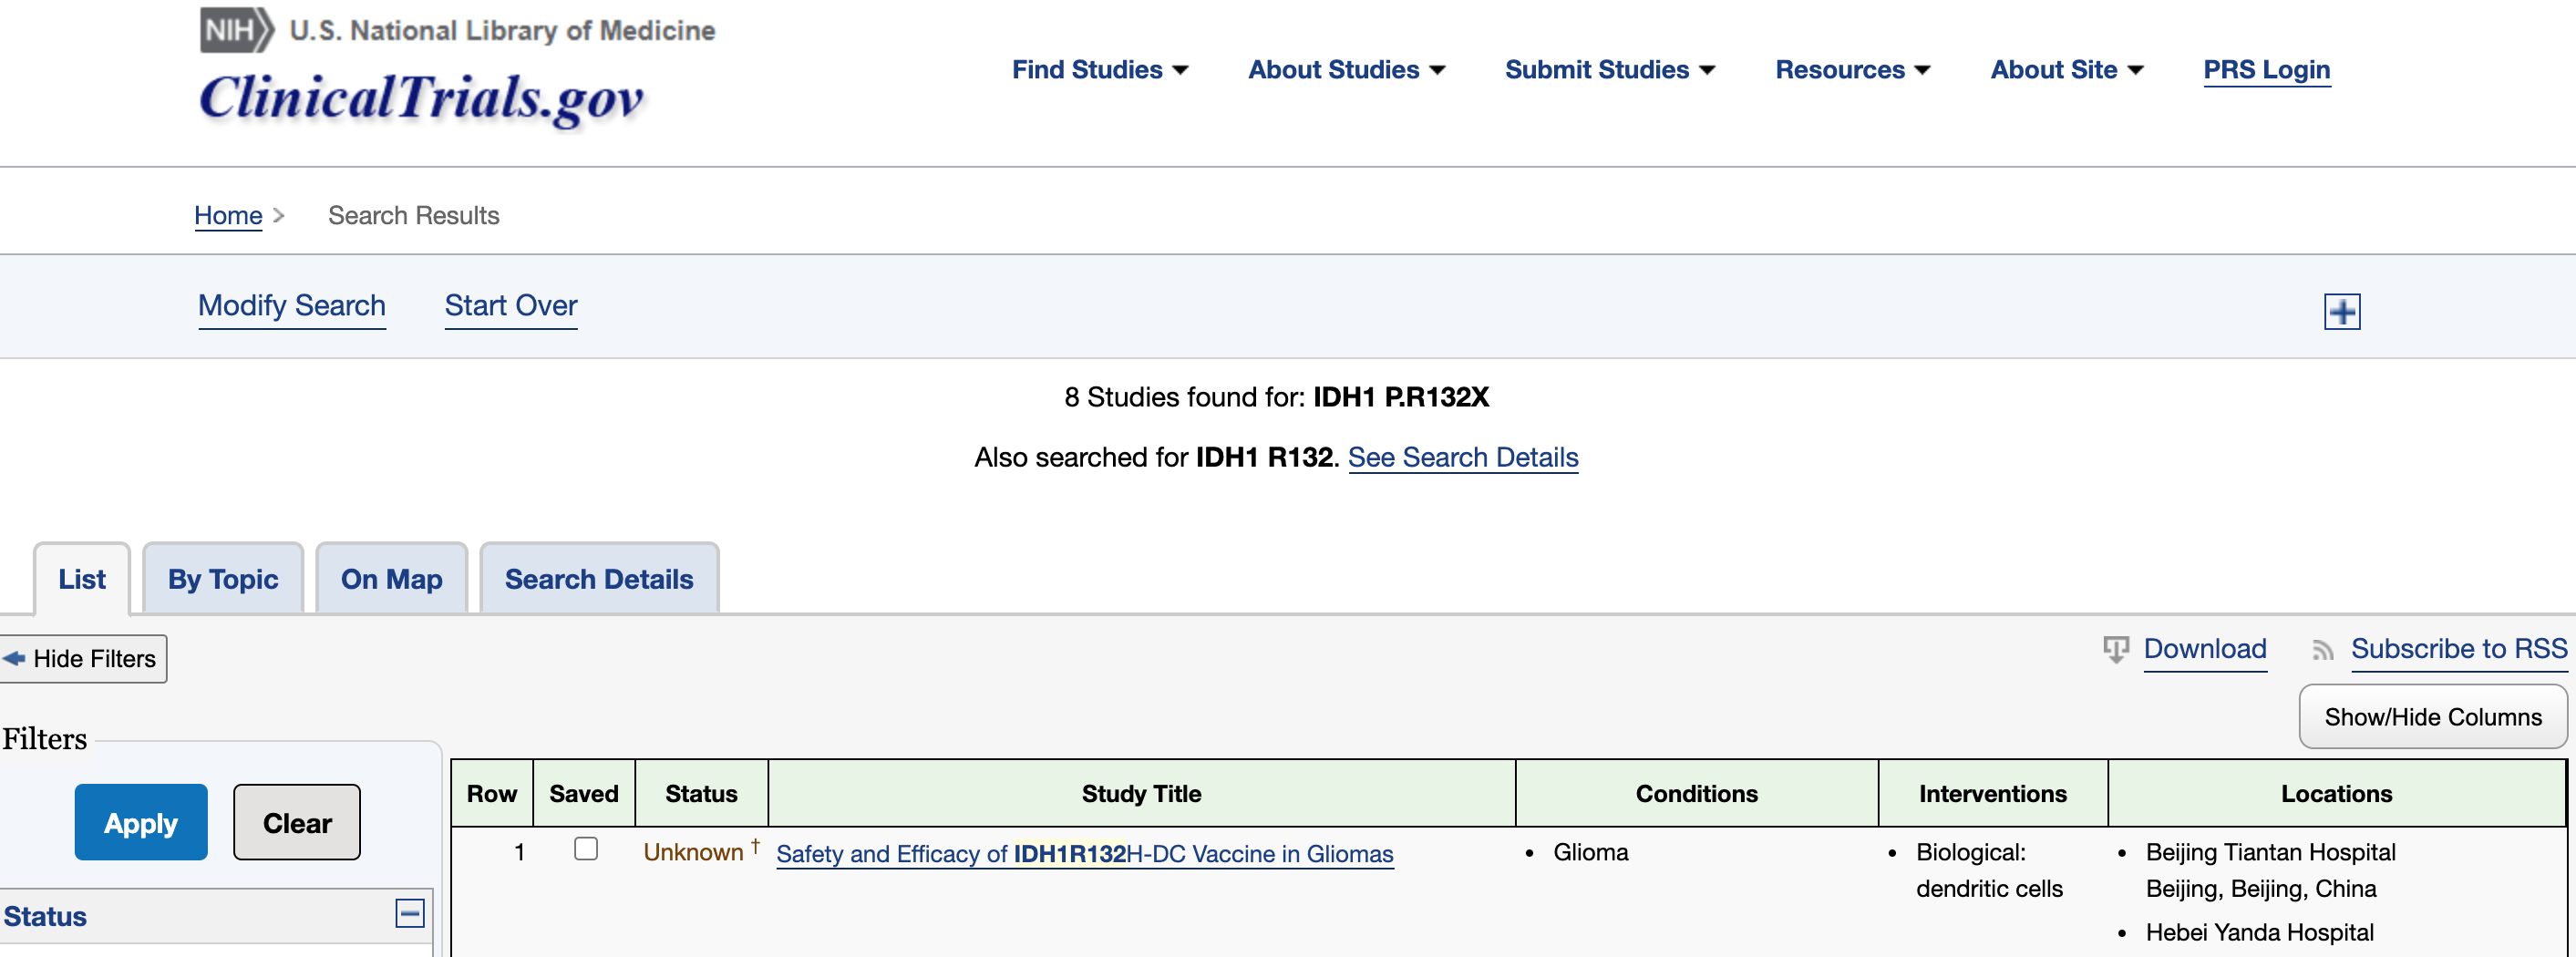 NIH U.S. National Library of Medicine
ClinicalTrials.gov
Find Studies About Studies Submit Studies Resources About Site PRS Login
Home > Search Results
Modify Search Start Over
8 Studies found for: IDH1 P.R132X
Also searched for IDH1 R132. See Search Details
List By Topic On Map Search Details
Hide Filters
Download Subscribe to RSS
Show/Hide Columns
Filters
Apply Clear
Status
Row Saved Status Study Title Conditions Interventions Locations
1 Unknown † Safety and Efficacy of IDH1R132H-DC Vaccine in Gliomas • Glioma • Biological: • Beijing Tiantan Hospital
dendritic cells Beijing, Beijing, China
• Hebei Yanda Hospital